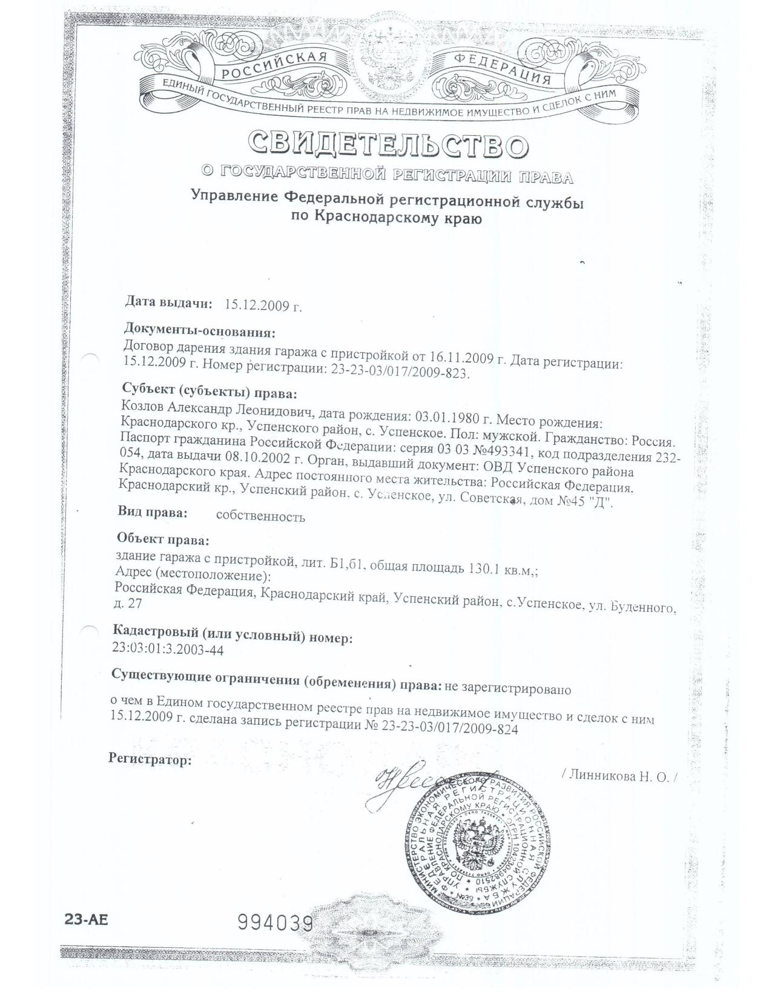 РОССИЙСКАЯ ФЕДЕРАЦИЯ
ЕДИНЫЙ ГОСУДАРСТВЕННЫЙ РЕЕСТР ПРАВ НА НЕДВИЖИМОЕ ИМУЩЕСТВО И СДЕЛОК С НИМ
СВИДЕТЕЛЬСТВО
О ГОСУДАРСТВЕННОЙ РЕГИСТРАЦИИ ПРАВА
Управление Федеральной регистрационной службы
по Краснодарскому краю
Дата выдачи: 15.12.2009 г.
Документы-основания:
Договор дарения здания гаража с пристройкой от 16.11.2009 г. Дата регистрации:
15.12.2009 г. Номер регистрации: 23-23-03/017/2009-823.
Субъект (субъекты) права:
Козлов Александр Леонидович, дата рождения: 03.01.1980 г. Место рождения:
Краснодарского кр., Успенского район, с. Успенское. Пол: мужской. Гражданство: Россия.
Паспорт гражданина Российской Федерации: серия 03 03 №493341, код подразделения 232-
054, дата выдачи 08.10.2002 г. Орган, выдавший документ: ОВД Успенского района
Краснодарского края. Адрес постоянного места жительства: Российская Федерация.
Краснодарский кр., Успенский район, с. Успенское, ул. Советская, дом №45 "Д".
Вид права: собственность
Объект права:
здание гаража с пристройкой, лит. Б1,б1, общая площадь 130.1 кв.м,;
Адрес (местоположение):
Российская Федерация, Краснодарский край, Успенский район, с.Успенское, ул. Буденного,
д. 27
Кадастровый (или условный) номер:
23:03:01:3.2003-44
Существующие ограничения (обременения) права: не зарегистрировано
о чем в Едином государственном реестре прав на недвижимое имущество и сделок с ним
15.12.2009 г. сделана запись регистрации № 23-23-03/017/2009-824
Регистратор:
/ Линникова Н. О. /
МИНИСТЕРСТВО ЭКОНОМИЧЕСКОГО РАЗВИТИЯ РОССИЙСКОЙ ФЕДЕРАЦИИ
ФЕДЕРАЛЬНАЯ РЕГИСТРАЦИОННАЯ СЛУЖБА * №39 *
УПРАВЛЕНИЕ ФЕДЕРАЛЬНОЙ РЕГИСТРАЦИОННОЙ СЛУЖБЫ
ПО КРАСНОДАРСКОМУ КРАЮ * ОГРН 1042304982510 *
23-АЕ 994039